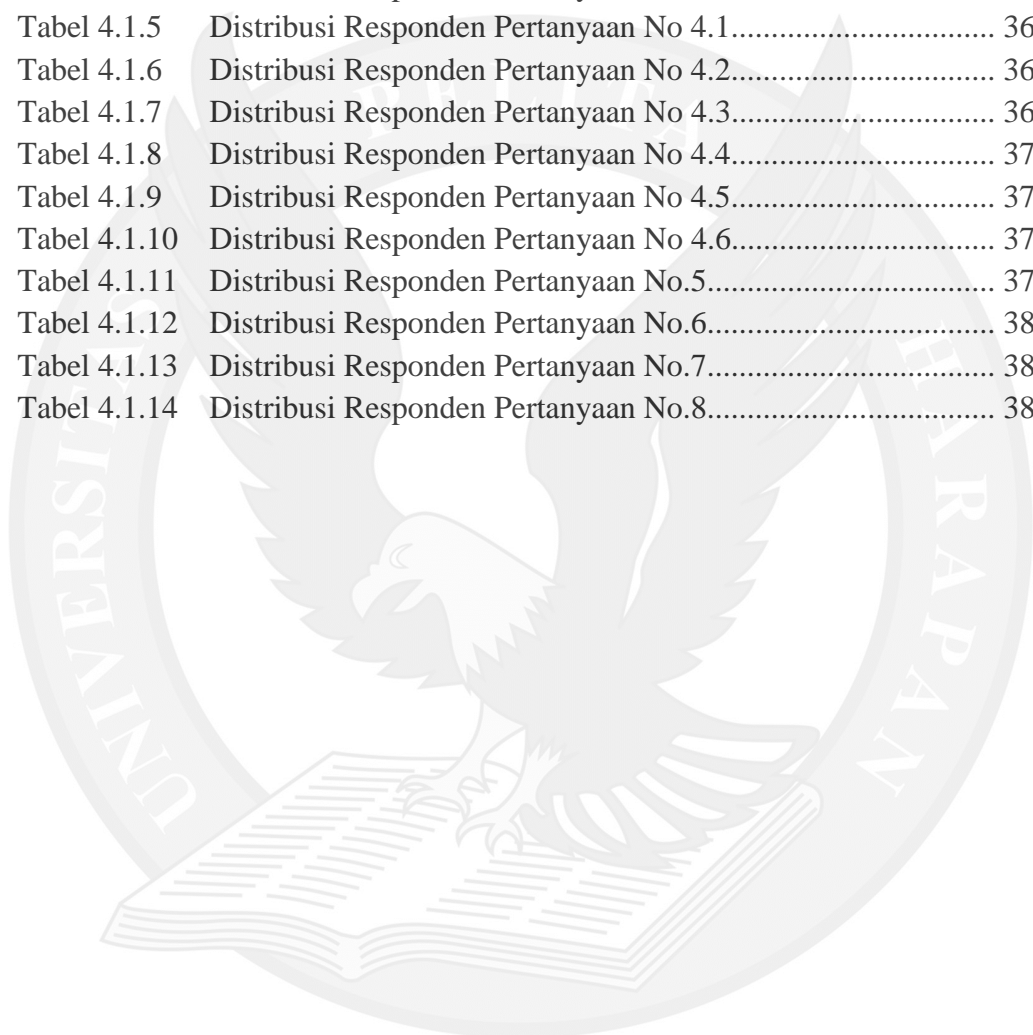 Tabel 4.1.5 Distribusi Responden Pertanyaan No 4.1............................. 36
Tabel 4.1.6 Distribusi Responden Pertanyaan No 4.2............................. 36
Tabel 4.1.7 Distribusi Responden Pertanyaan No 4.3............................. 36
Tabel 4.1.8 Distribusi Responden Pertanyaan No 4.4............................. 37
Tabel 4.1.9 Distribusi Responden Pertanyaan No 4.5............................. 37
Tabel 4.1.10 Distribusi Responden Pertanyaan No 4.6............................. 37
Tabel 4.1.11 Distribusi Responden Pertanyaan No.5................................ 37
Tabel 4.1.12 Distribusi Responden Pertanyaan No.6................................ 38
Tabel 4.1.13 Distribusi Responden Pertanyaan No.7................................ 38
Tabel 4.1.14 Distribusi Responden Pertanyaan No.8................................ 38
UNIVERSITAS PELITA HARAPAN